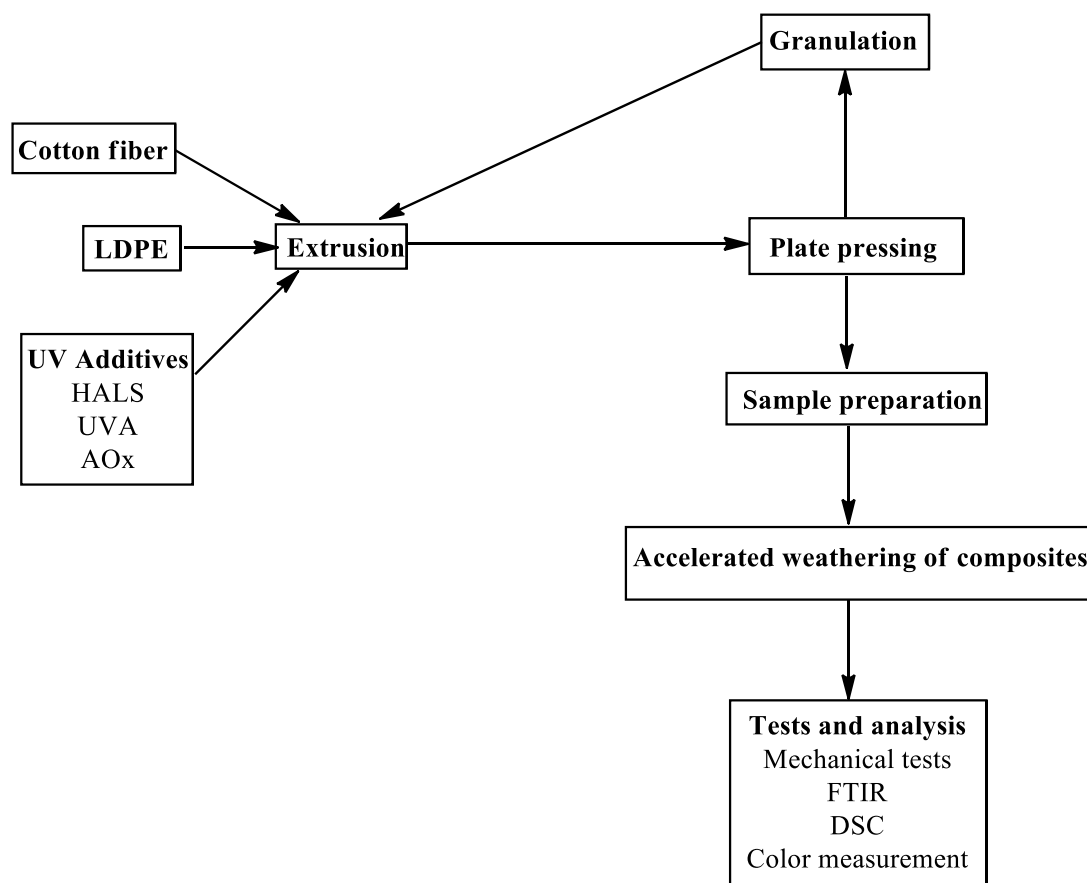 Granulation
Cotton fiber
LDPE
Extrusion
Plate pressing
UV Additives
HALS
UVA
AOx
Sample preparation
Accelerated weathering of composites
Tests and analysis
Mechanical tests
FTIR
DSC
Color measurement